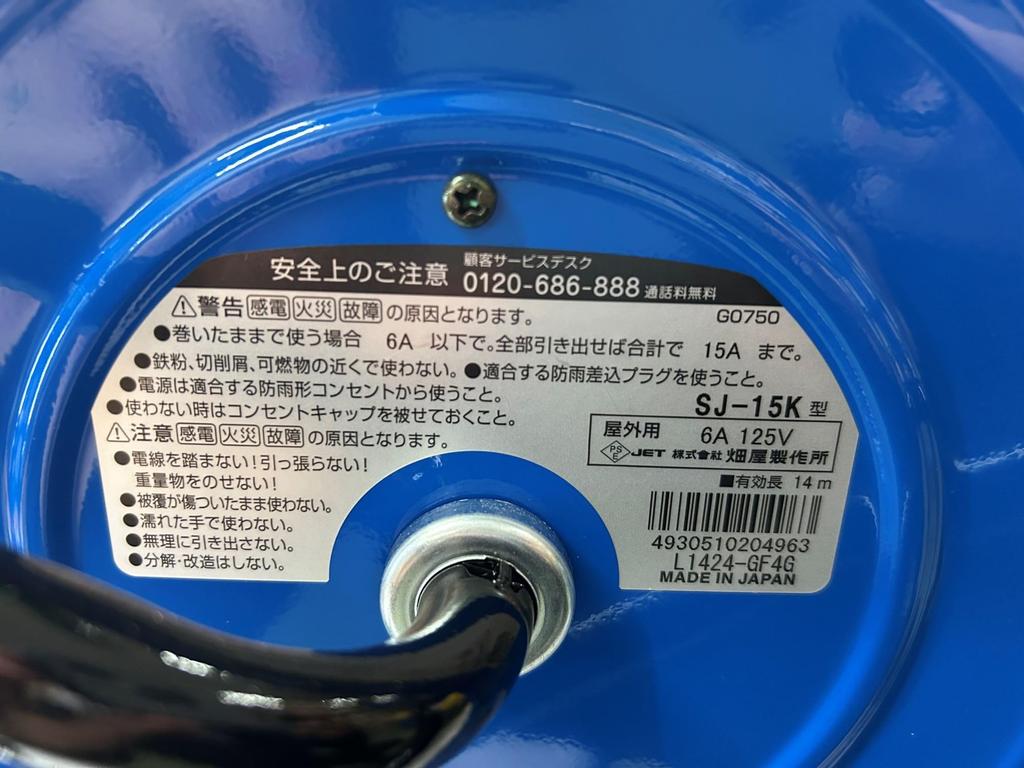 安全上のご注意 顧客サービスデスク 0120-686-888 通話料無料
G0750
⚠警告 感電 火災 故障 の原因となります。
●巻いたままで使う場合 6A 以下で。全部引き出せば合計で 15A まで。
●鉄粉、切削屑、可燃物の近くで使わない。●適合する防雨差込プラグを使うこと。
●電源は適合する防雨形コンセントから使うこと。
●使わない時はコンセントキャップを被せておくこと。
⚠注意 感電 火災 故障 の原因となります。
●電線を踏まない!引っ張らない!
重量物をのせない!
●被覆が傷ついたまま使わない。
●濡れた手で使わない。
●無理に引き出さない。
●分解・改造はしない。
SJ-15K 型
屋外用 6A 125V
PSE JET 株式会社 畑屋製作所
■有効長 14m
4930510204963
L1424-GF4G
MADE IN JAPAN